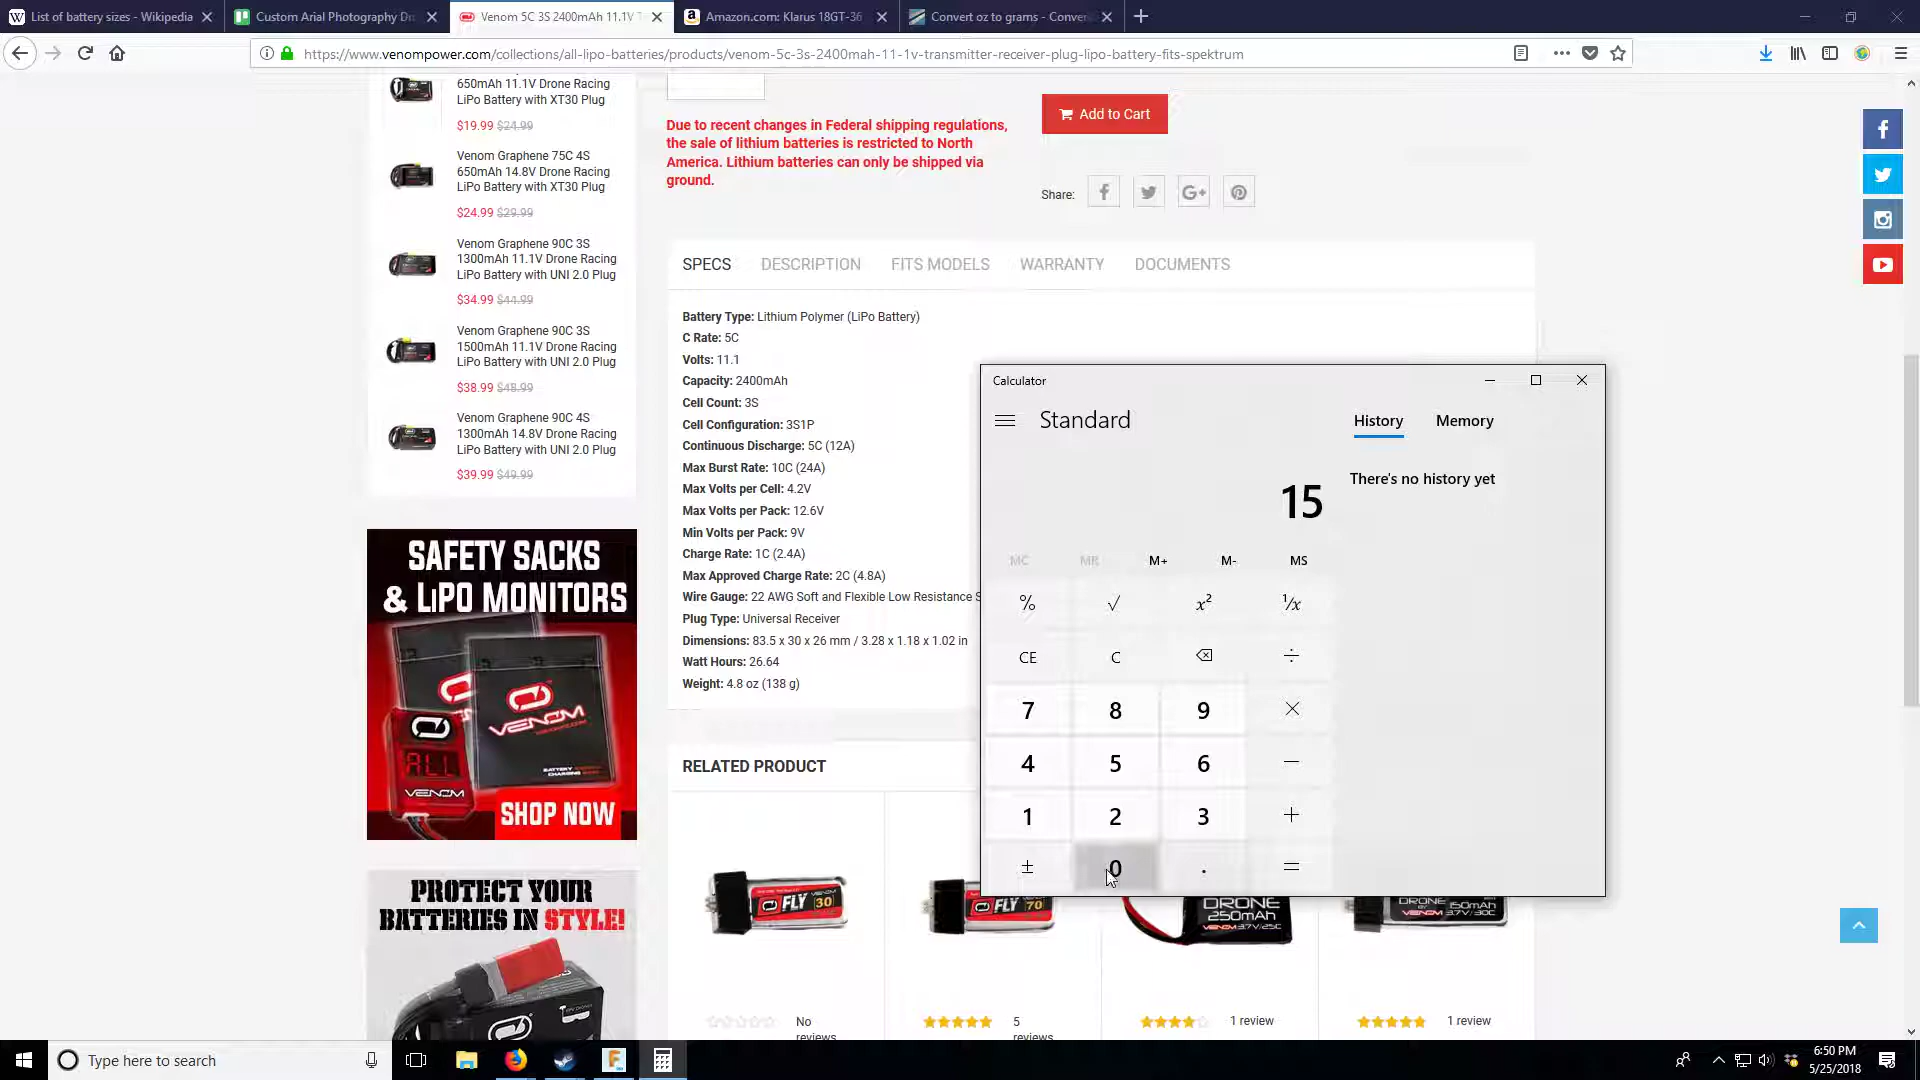 List of battery sizes - Wikipedia
Custom Arial Photography Dr
Venom 5C 3S 2400mAh 11.1V T
Amazon.com: Klarus 18GT-36
Convert oz to grams - Conver
https://www.venompower.com/collections/all-lipo-batteries/products/venom-5c-3s-2400mah-11-1v-transmitter-receiver-plug-lipo-battery-fits-spektrum
650mAh 11.1V Drone Racing
LiPo Battery with XT30 Plug
$19.99 $24.99
Venom Graphene 75C 4S
650mAh 14.8V Drone Racing
LiPo Battery with XT30 Plug
$24.99 $29.99
Venom Graphene 90C 3S
1300mAh 11.1V Drone Racing
LiPo Battery with UNI 2.0 Plug
$34.99 $44.99
Venom Graphene 90C 3S
1500mAh 11.1V Drone Racing
LiPo Battery with UNI 2.0 Plug
$38.99 $48.99
Venom Graphene 90C 4S
1300mAh 14.8V Drone Racing
LiPo Battery with UNI 2.0 Plug
$39.99 $49.99
SAFETY SACKS
& LiPO MONITORS
VENOM
ALL
VENOM
SHOP NOW
PROTECT YOUR
BATTERIES IN STYLE!
Due to recent changes in Federal shipping regulations,
the sale of lithium batteries is restricted to North
America. Lithium batteries can only be shipped via
ground.
Add to Cart
Share:
SPECS DESCRIPTION FITS MODELS WARRANTY DOCUMENTS
Battery Type: Lithium Polymer (LiPo Battery)
C Rate: 5C
Volts: 11.1
Capacity: 2400mAh
Cell Count: 3S
Cell Configuration: 3S1P
Continuous Discharge: 5C (12A)
Max Burst Rate: 10C (24A)
Max Volts per Cell: 4.2V
Max Volts per Pack: 12.6V
Min Volts per Pack: 9V
Charge Rate: 1C (2.4A)
Max Approved Charge Rate: 2C (4.8A)
Wire Gauge: 22 AWG Soft and Flexible Low Resistance S
Plug Type: Universal Receiver
Dimensions: 83.5 x 30 x 26 mm / 3.28 x 1.18 x 1.02 in
Watt Hours: 26.64
Weight: 4.8 oz (138 g)
RELATED PRODUCT
FLY 30
FLY 70
DRONE
250mAh
VENOM 3.7V/25C
DRONE
150mAh
No
reviews
5
reviews
1 review
1 review
Calculator
Standard
History Memory
There's no history yet
15
MC MR M+ M- MS
% √ x² ¹/x
CE C ÷
7 8 9 ×
4 5 6 −
1 2 3 +
± 0 . =
Type here to search
6:50 PM
5/25/2018